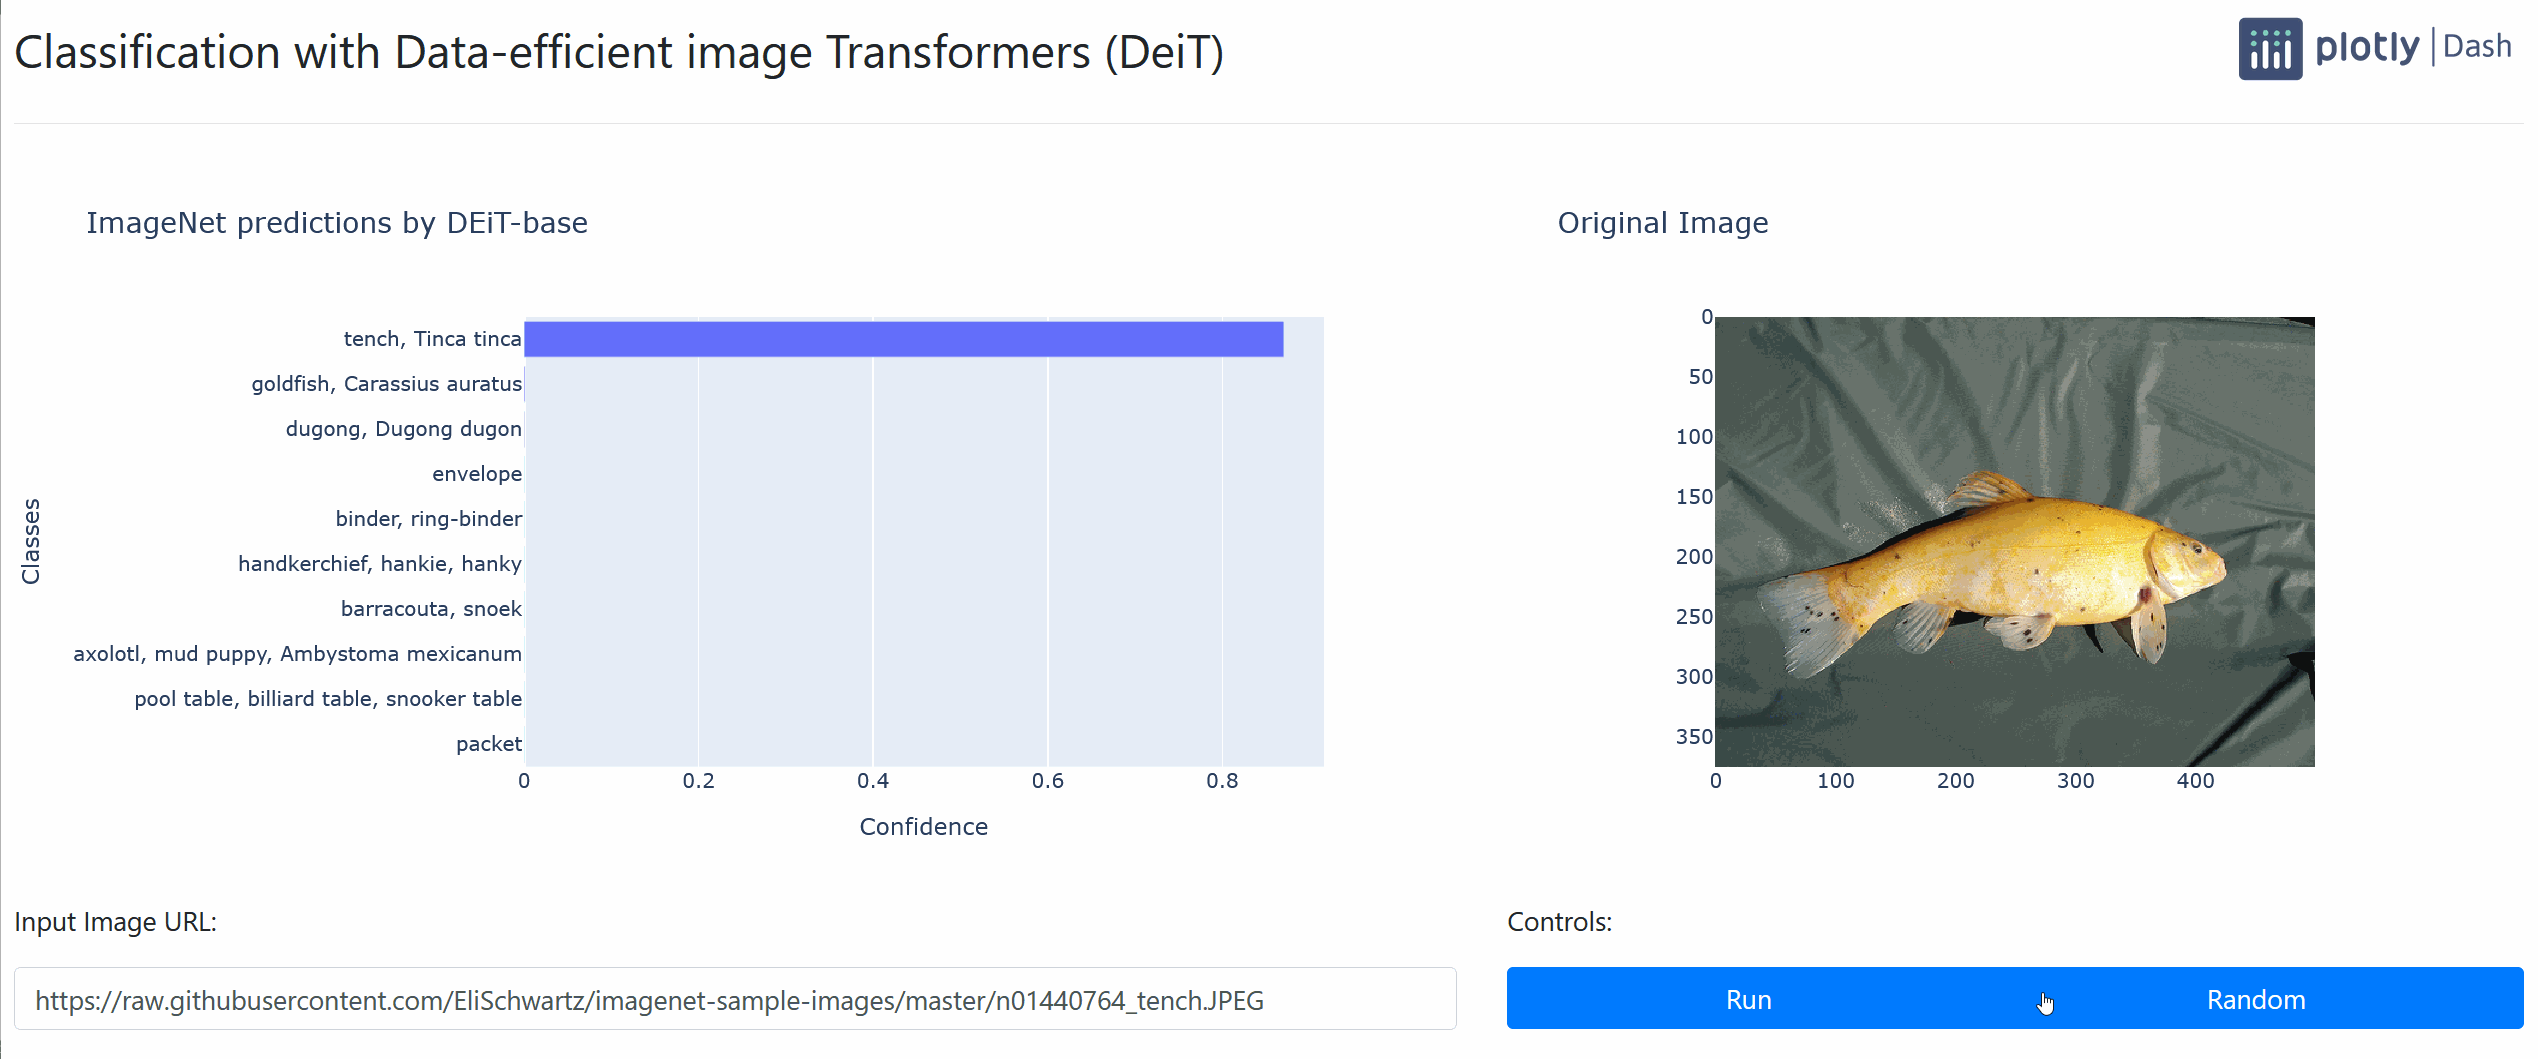 Classification with Data-efficient image Transformers (DeiT)
plotly | Dash
ImageNet predictions by DEiT-base
Original Image
tench, Tinca tinca
goldfish, Carassius auratus
dugong, Dugong dugon
envelope
binder, ring-binder
handkerchief, hankie, hanky
barracouta, snoek
axolotl, mud puppy, Ambystoma mexicanum
pool table, billiard table, snooker table
packet
Classes
0 0.2 0.4 0.6 0.8
Confidence
0
50
100
150
200
250
300
350
0 100 200 300 400
Input Image URL:
https://raw.githubusercontent.com/EliSchwartz/imagenet-sample-images/master/n01440764_tench.JPEG
Controls:
Run
Random